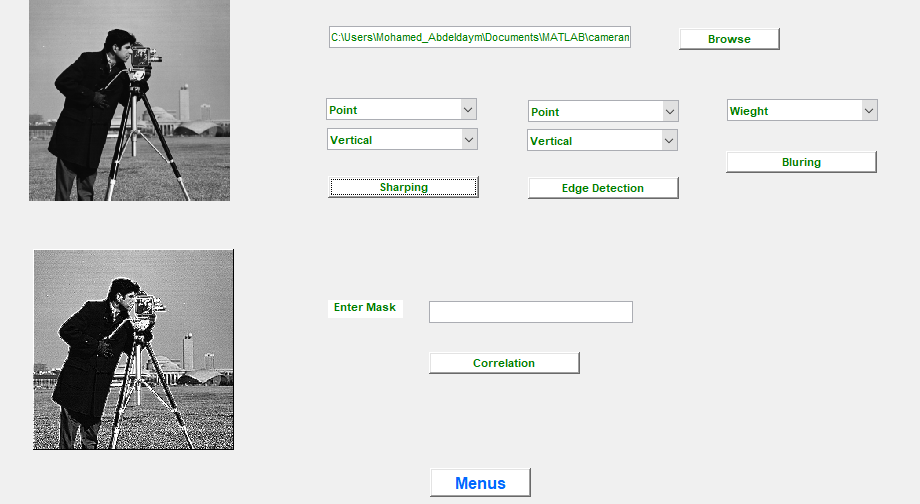 C:\Users\Mohamed_Abdeldaym\Documents\MATLAB\cameran
Browse
Point
Point
Wieght
Vertical
Vertical
Bluring
Sharping
Edge Detection
Enter Mask
Correlation
Menus